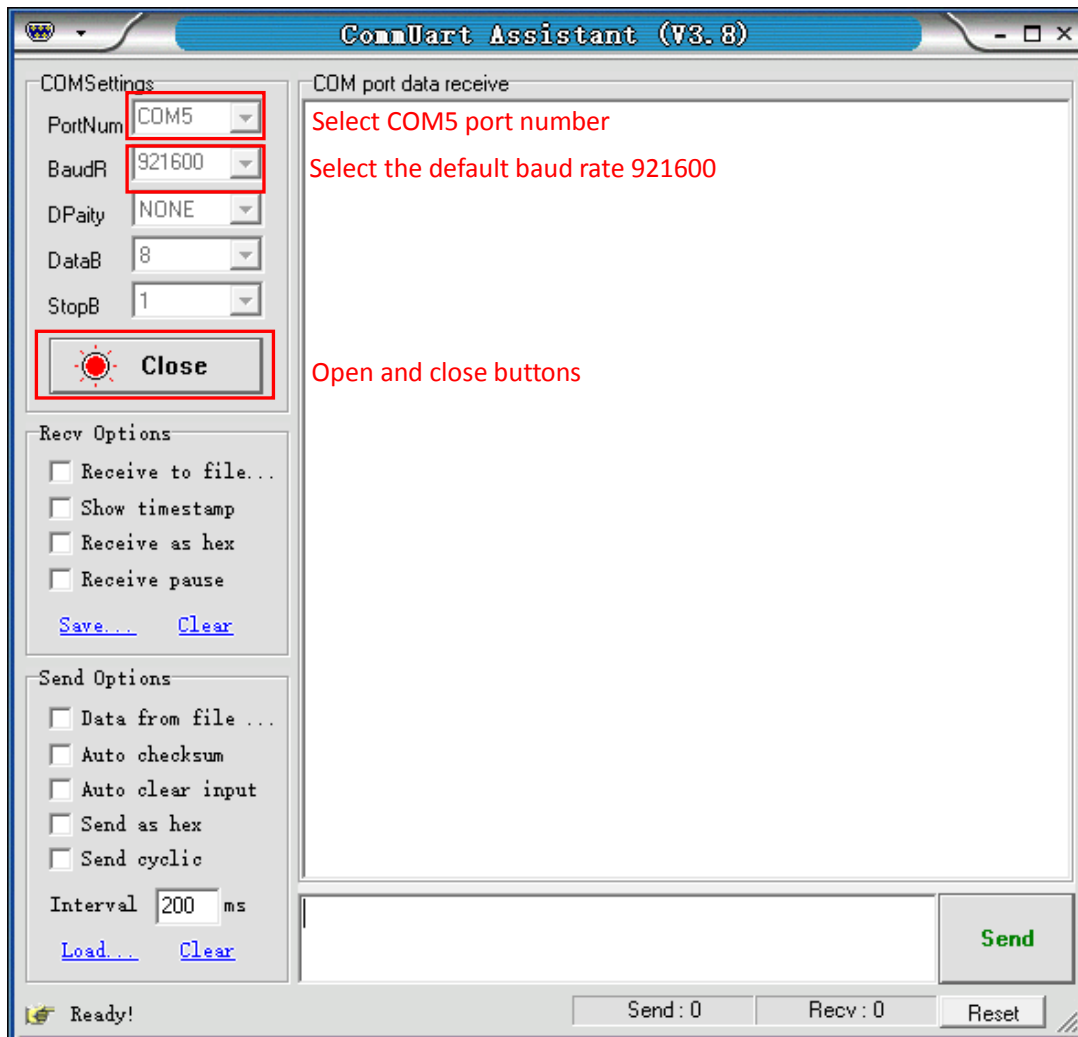 CommUart Assistant (V3.8)
COMSettings
PortNum COM5
BaudR 921600
DPaity NONE
DataB 8
StopB 1
Close
Recv Options
Receive to file...
Show timestamp
Receive as hex
Receive pause
Save... Clear
Send Options
Data from file ...
Auto checksum
Auto clear input
Send as hex
Send cyclic
Interval 200 ms
Load... Clear
COM port data receive
Select COM5 port number
Select the default baud rate 921600
Open and close buttons
Send
Ready!
Send : 0
Recv : 0
Reset